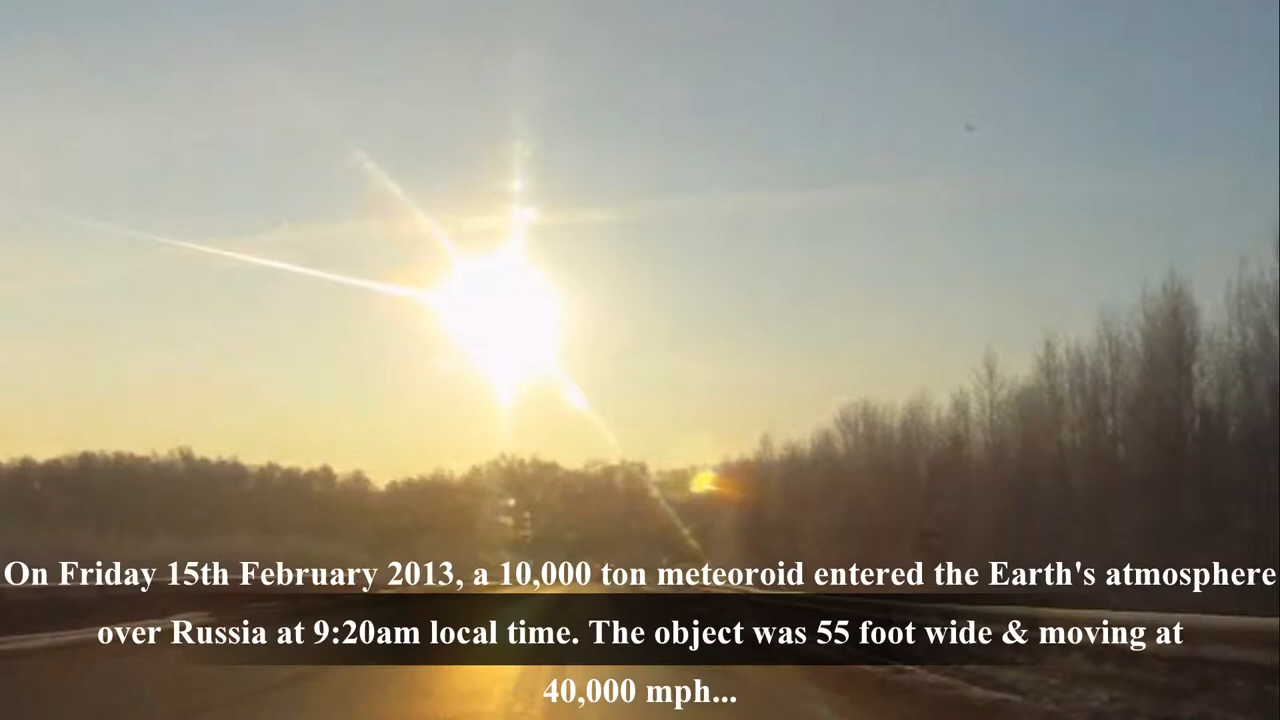 On Friday 15th February 2013, a 10,000 ton meteoroid entered the Earth's atmosphere
over Russia at 9:20am local time. The object was 55 foot wide & moving at
40,000 mph...